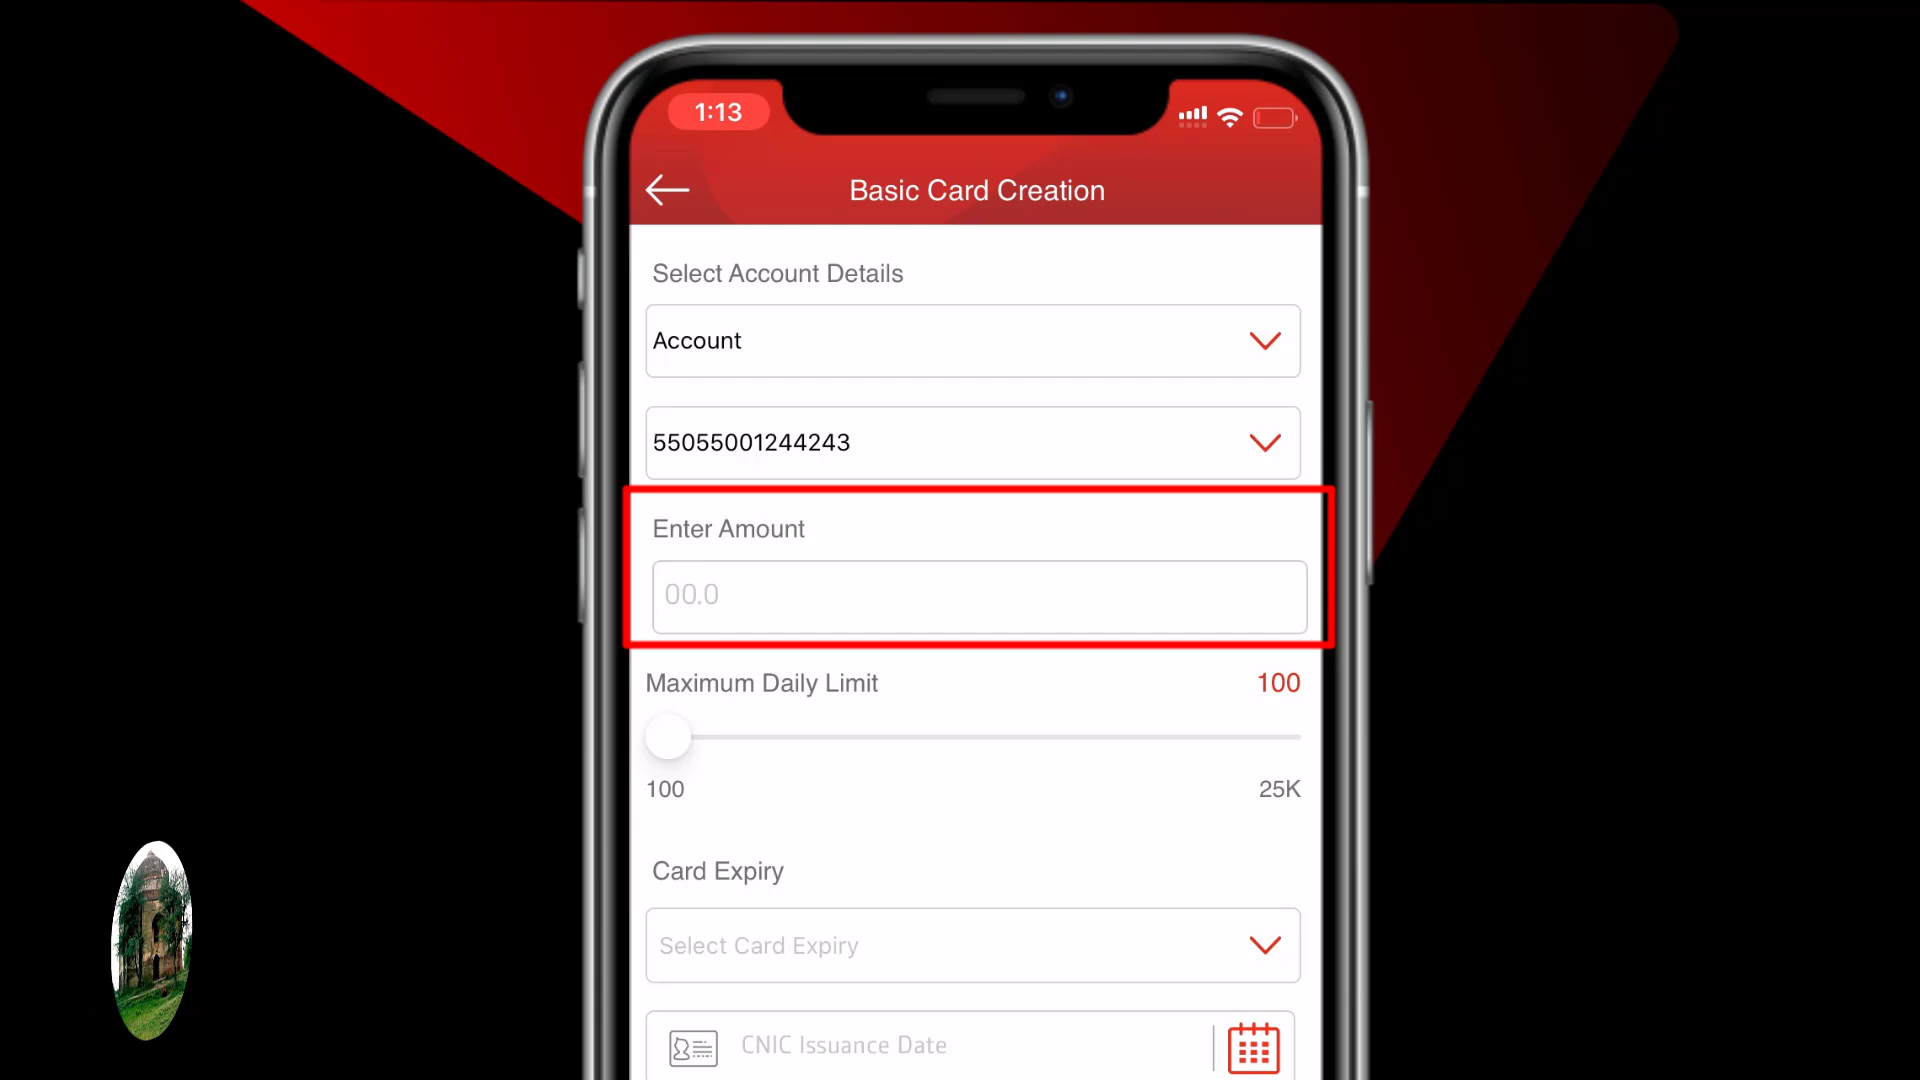 1:13
Basic Card Creation
Select Account Details
Account
55055001244243
Enter Amount
00.0
Maximum Daily Limit 100
100 25K
Card Expiry
Select Card Expiry
CNIC Issuance Date